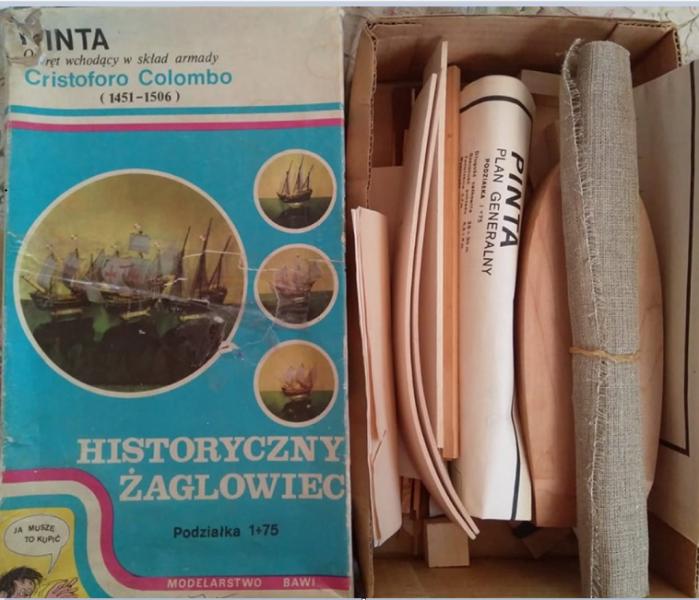 PINTA
Okręt wchodzący w skład armady
Cristoforo Colombo
(1451-1506)
HISTORYCZNY
ŻAGLOWIEC
Podziałka 1÷75
JA MUSZĘ
TO KUPIĆ
MODELARSTWO BAWI
PINTA
PLAN GENERALNY
PODZIAŁKA 1÷75